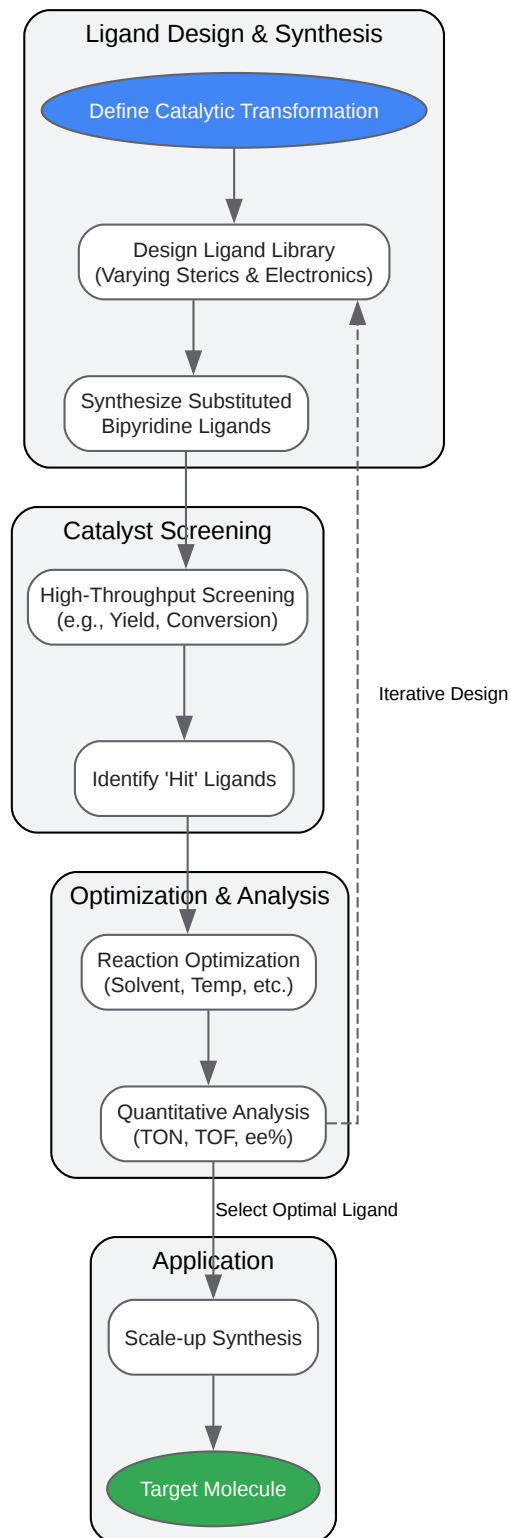 Ligand Design & Synthesis
Define Catalytic Transformation
Design Ligand Library
(Varying Sterics & Electronics)
Synthesize Substituted
Bipyridine Ligands
Catalyst Screening
High-Throughput Screening
(e.g., Yield, Conversion)
Iterative Design
Identify 'Hit' Ligands
Optimization & Analysis
Reaction Optimization
(Solvent, Temp, etc.)
Quantitative Analysis
(TON, TOF, ee%)
Select Optimal Ligand
Application
Scale-up Synthesis
Target Molecule